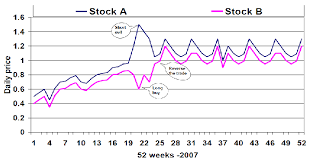 Stock A
Stock B
1.6
1.4
1.2
1
0.8
0.6
0.4
0.2
0
Daily price
Short
sell
Reverse
the trade
Long
buy
1 4 7 10 13 16 19 22 25 28 31 34 37 40 43 46 49 52
52 weeks -2007